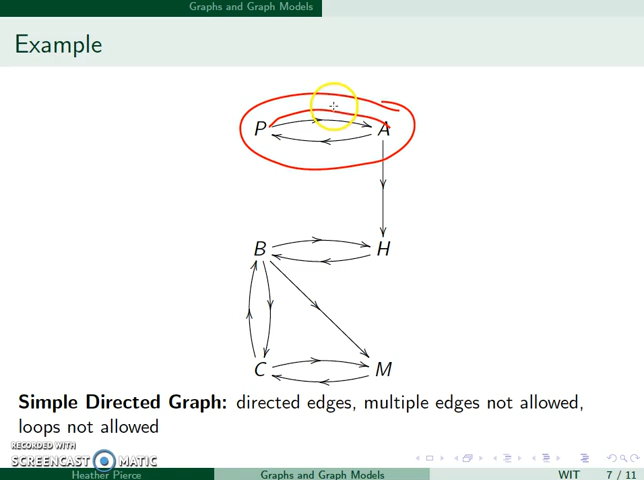 Graphs and Graph Models
Example
P A
B H
C M
Simple Directed Graph: directed edges, multiple edges not allowed,
loops not allowed
RECORDED WITH
SCREENCAST MATIC
Heather Pierce Graphs and Graph Models WIT 7 / 11